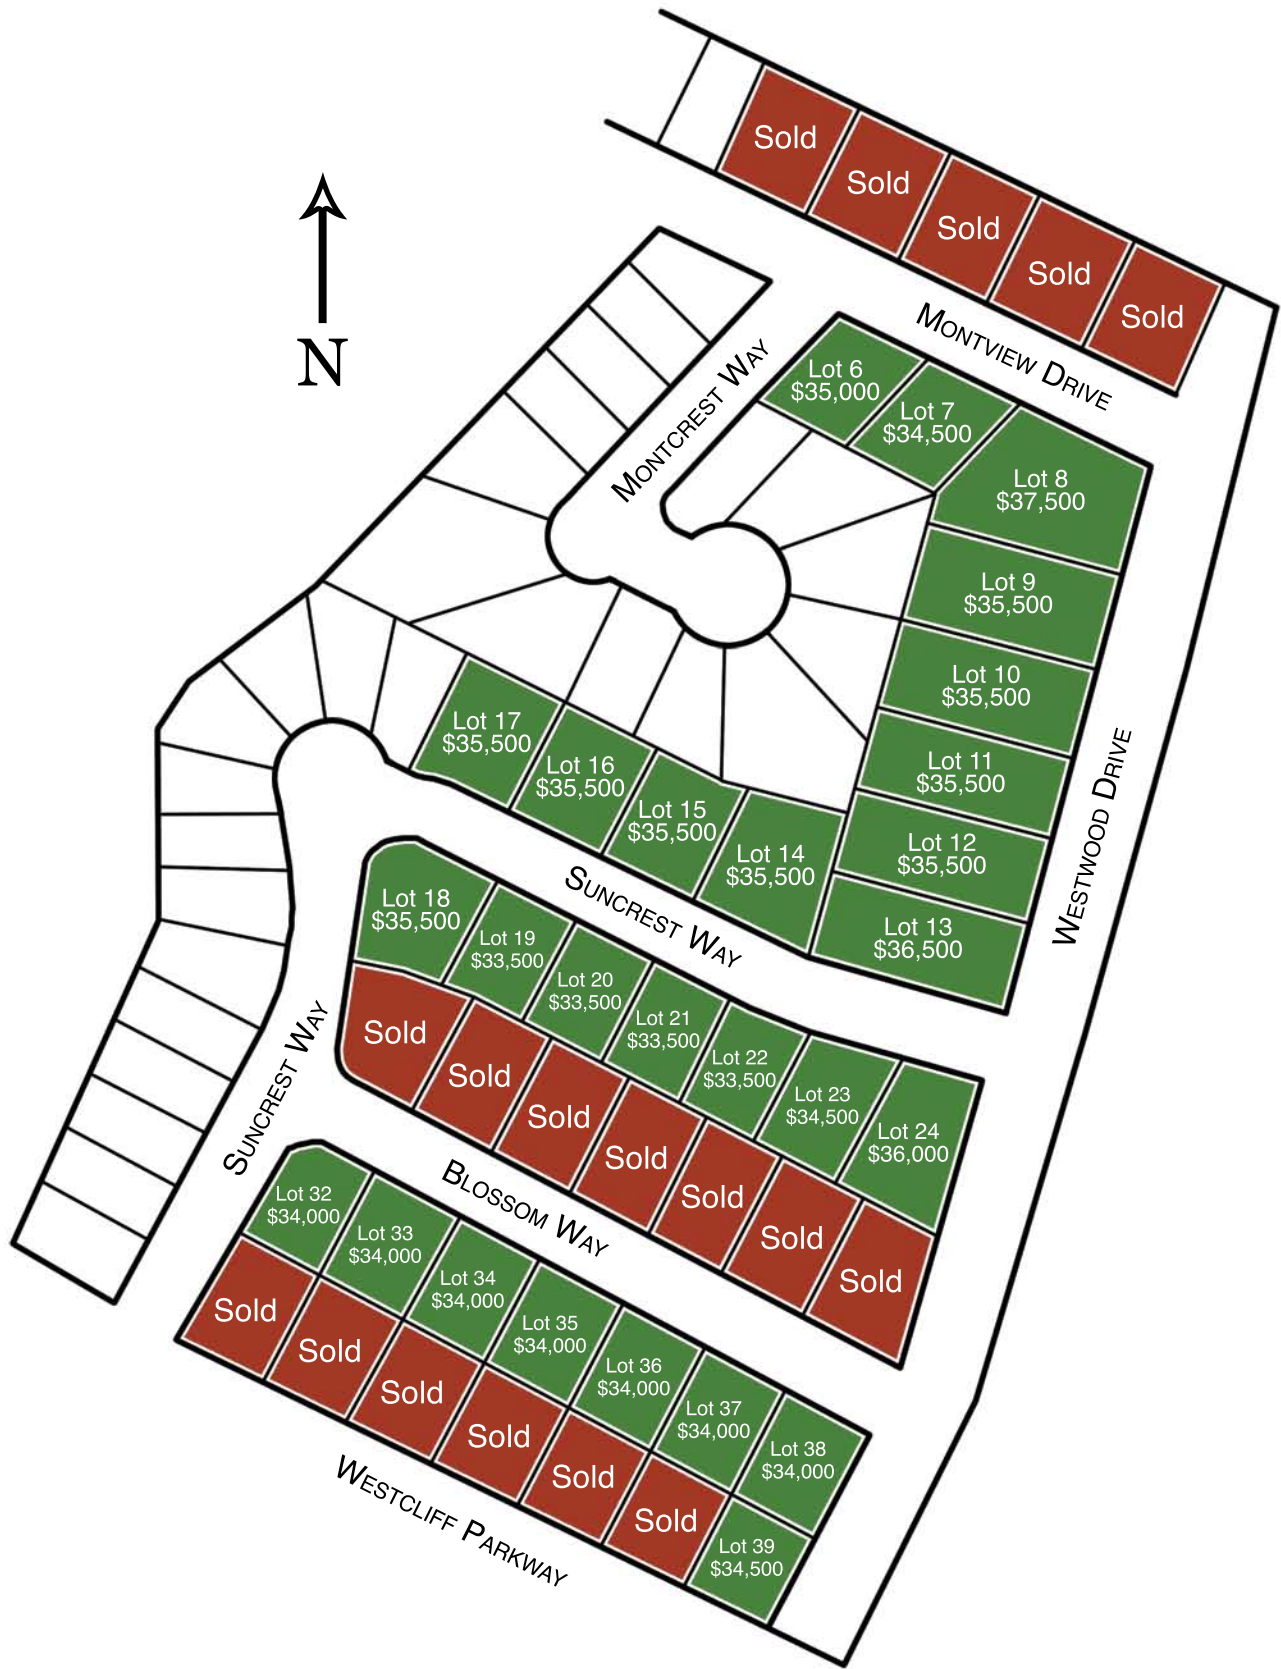 Sold
Sold
Sold
Sold
Sold
N
MONTVIEW DRIVE
MONTCREST WAY
Lot 6
$35,000
Lot 7
$34,500
Lot 8
$37,500
Lot 9
$35,500
Lot 10
$35,500
Lot 11
$35,500
Lot 12
$35,500
Lot 13
$36,500
WESTWOOD DRIVE
Lot 17
$35,500
Lot 16
$35,500
Lot 15
$35,500
Lot 14
$35,500
SUNCREST WAY
Lot 18
$35,500
Lot 19
$33,500
Lot 20
$33,500
Lot 21
$33,500
Lot 22
$33,500
Lot 23
$34,500
Lot 24
$36,000
Sold
Sold
Sold
Sold
Sold
Sold
Sold
SUNCREST WAY
BLOSSOM WAY
Lot 32
$34,000
Lot 33
$34,000
Lot 34
$34,000
Lot 35
$34,000
Lot 36
$34,000
Lot 37
$34,000
Lot 38
$34,000
Sold
Sold
Sold
Sold
Sold
Sold
Lot 39
$34,500
WESTCLIFF PARKWAY